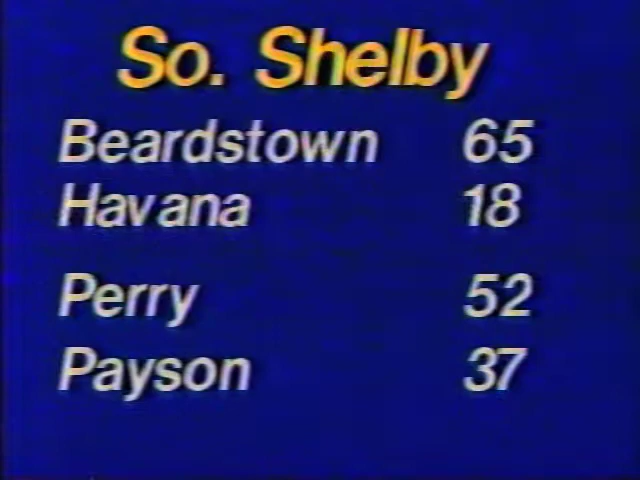 So. Shelby
Beardstown 65
Havana 18
Perry 52
Payson 37